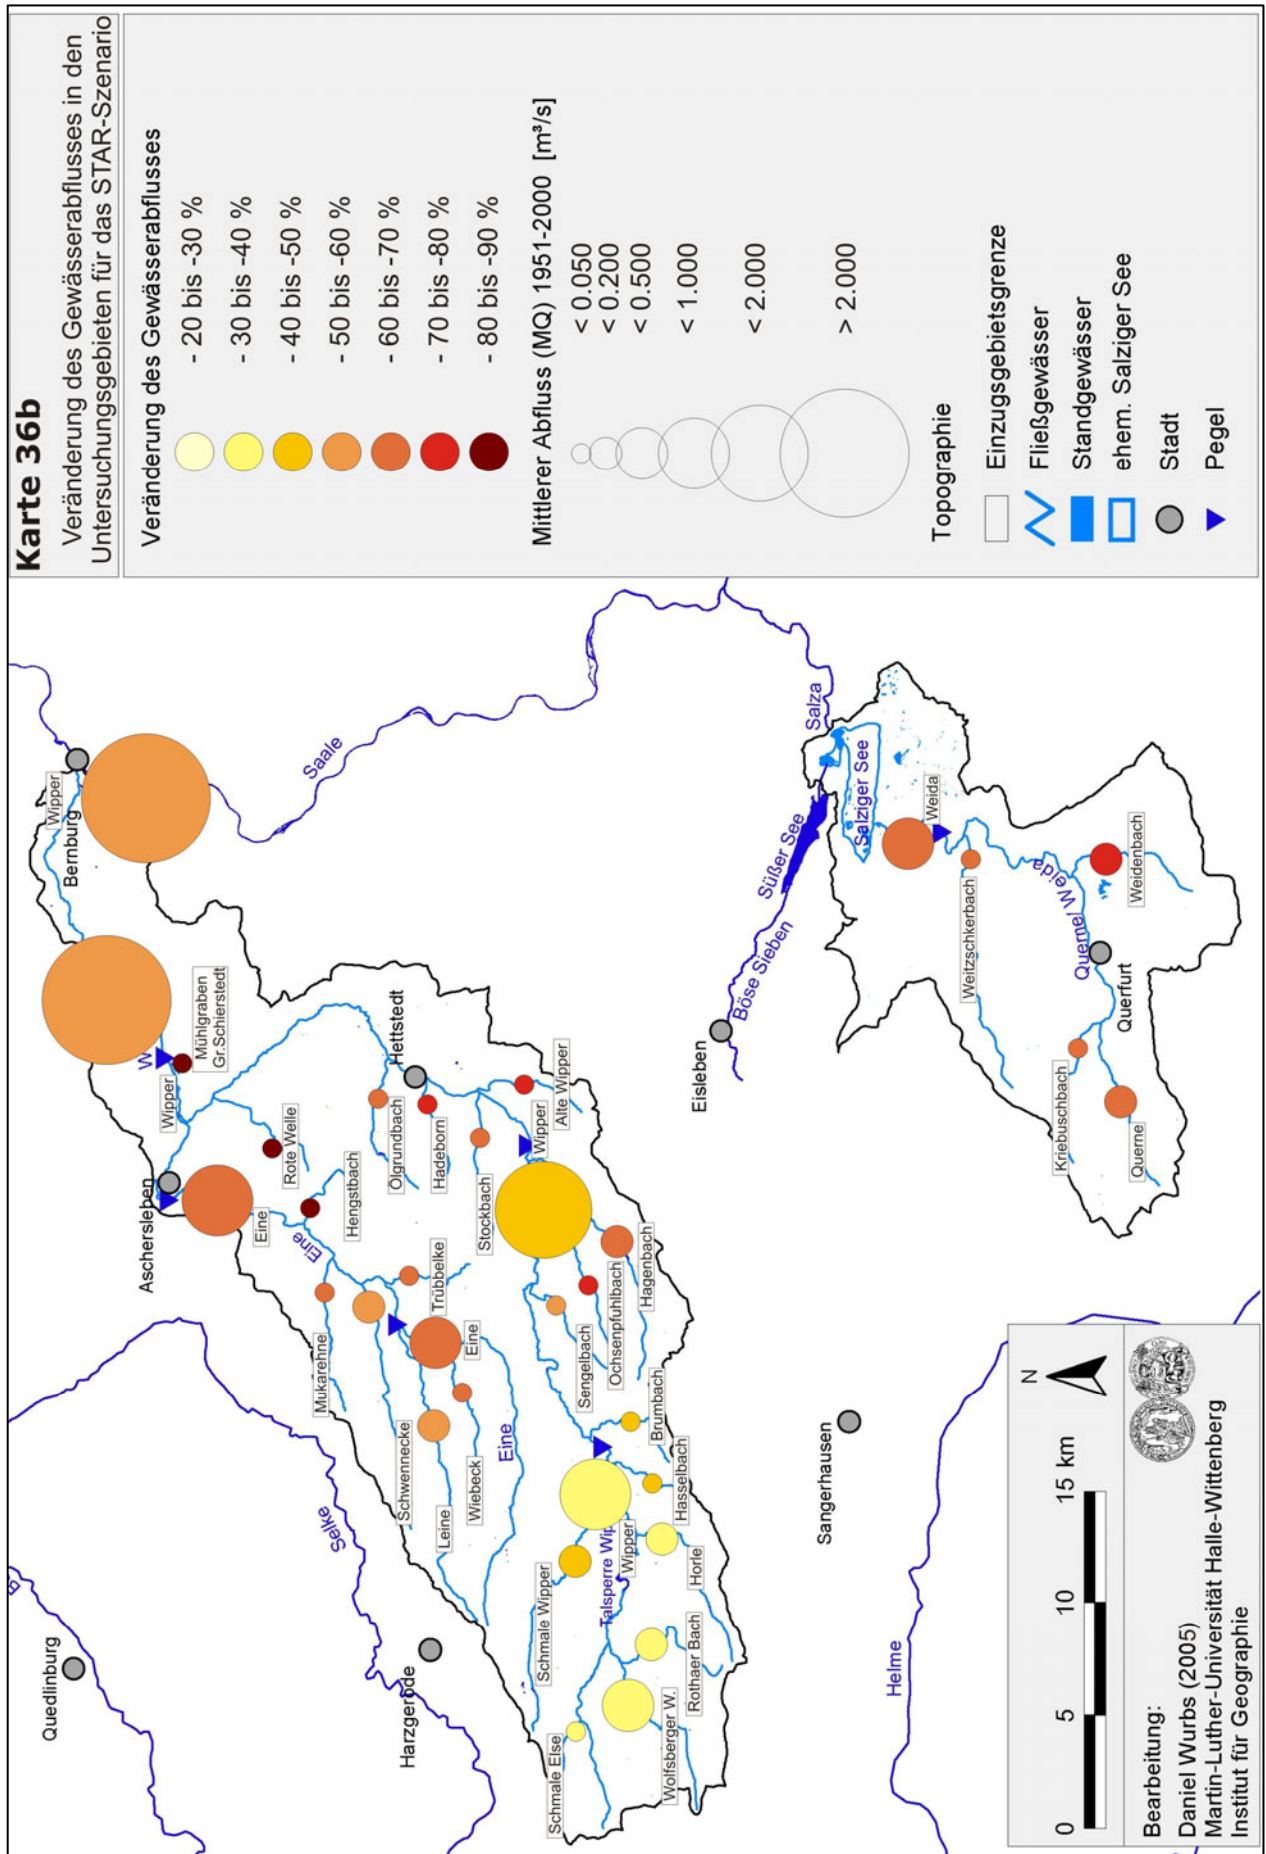 Karte 36b
Veränderung des Gewässerabflusses in den
Untersuchungsgebieten für das STAR-Szenario
Veränderung des Gewässerabflusses
- 20 bis -30 %
- 30 bis -40 %
- 40 bis -50 %
- 50 bis -60 %
- 60 bis -70 %
- 70 bis -80 %
- 80 bis -90 %
Mittlerer Abfluss (MQ) 1951-2000 [m³/s]
< 0.050
< 0.200
< 0.500
< 1.000
< 2.000
> 2.000
Topographie
Einzugsgebietsgrenze
Fließgewässer
Standgewässer
ehem. Salziger See
Stadt
Pegel
Quedlinburg
Harzgerode
Selke
Aschersleben
Bernburg
Wipper
Saale
W
Mühlgraben
Gr.Schierstedt
Wipper
Rote Welle
Eine
Eine
Hengstbach
Hettstedt
Ölgrundbach
Hadeborn
Alte Wipper
Stockbach
Wipper
Mukarehne
Trübbelke
Eine
Schwennecke
Leine
Wiebeck
Eine
Sengelbach
Ochsenpfuhlbach
Hagenbach
Brumbach
Hasselbach
Schmale Wipper
Talsperre Wip
Wipper
Horle
Rothaer Bach
Schmale Else
Wolfsberger W.
Eisleben
Böse Sieben
Süßer See
Salziger See
Salza
Weida
Weitzschkerbach
Querne/ Weida
Weidenbach
Querfurt
Kriebuschbach
Querne
Sangerhausen
Helme
N
0
5
10
15 km
Bearbeitung:
Daniel Wurbs (2005)
Martin-Luther-Universität Halle-Wittenberg
Institut für Geographie